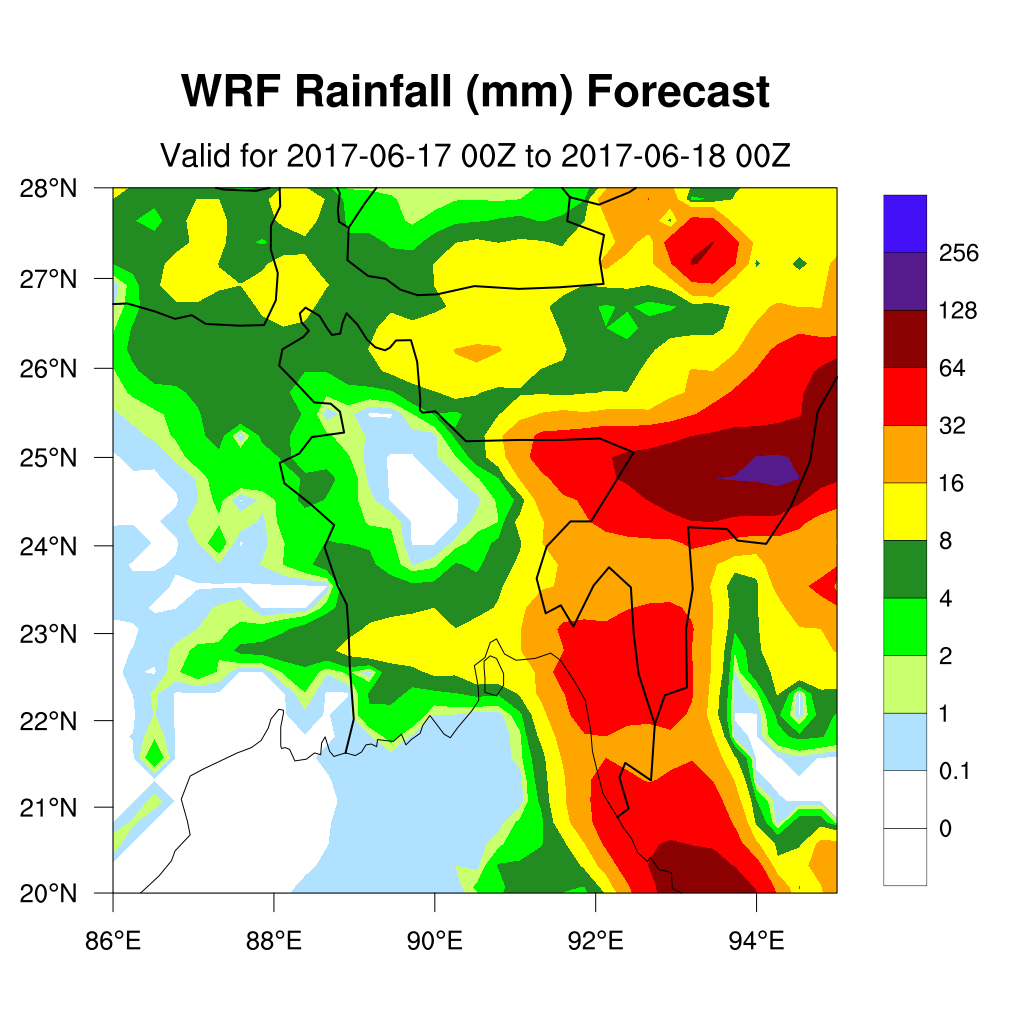 WRF Rainfall (mm) Forecast
Valid for 2017-06-17 00Z to 2017-06-18 00Z
28°N
27°N
26°N
25°N
24°N
23°N
22°N
21°N
20°N
86°E 88°E 90°E 92°E 94°E
256
128
64
32
16
8
4
2
1
0.1
0